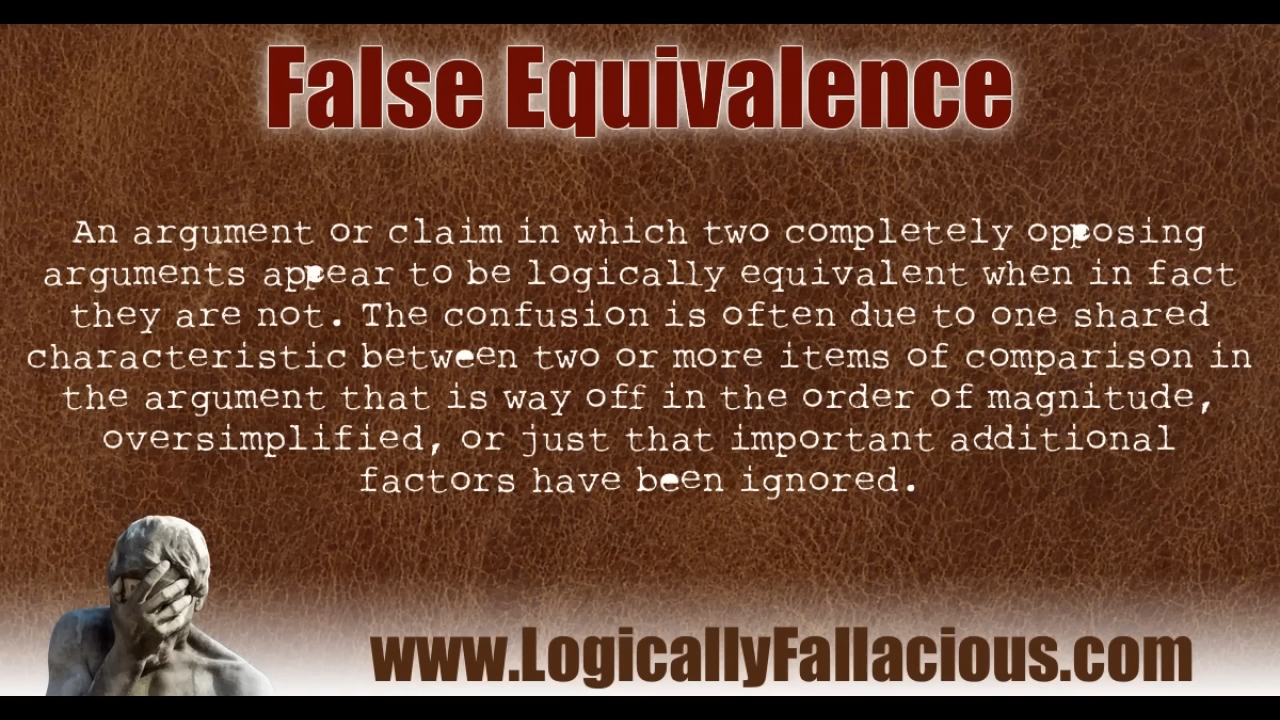 False Equivalence
An argument or claim in which two completely opposing
arguments appear to be logically equivalent when in fact
they are not. The confusion is often due to one shared
characteristic between two or more items of comparison in
the argument that is way off in the order of magnitude,
oversimplified, or just that important additional
factors have been ignored.
www.LogicallyFallacious.com